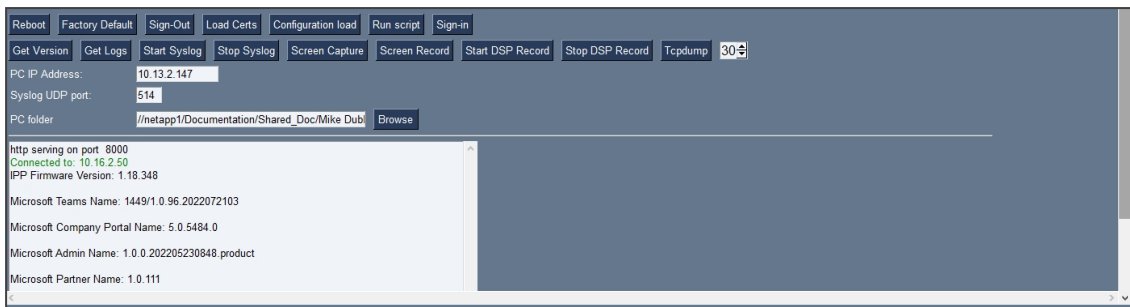 Reboot Factory Default Sign-Out Load Certs Configuration load Run script Sign-in
Get Version Get Logs Start Syslog Stop Syslog Screen Capture Screen Record Start DSP Record Stop DSP Record Tcpdump 30
PC IP Address: 10.13.2.147
Syslog UDP port: 514
PC folder //netapp1/Documentation/Shared_Doc/Mike Dubl Browse
http serving on port 8000
Connected to: 10.16.2.50
IPP Firmware Version: 1.18.348
Microsoft Teams Name: 1449/1.0.96.2022072103
Microsoft Company Portal Name: 5.0.5484.0
Microsoft Admin Name: 1.0.0.202205230848.product
Microsoft Partner Name: 1.0.111